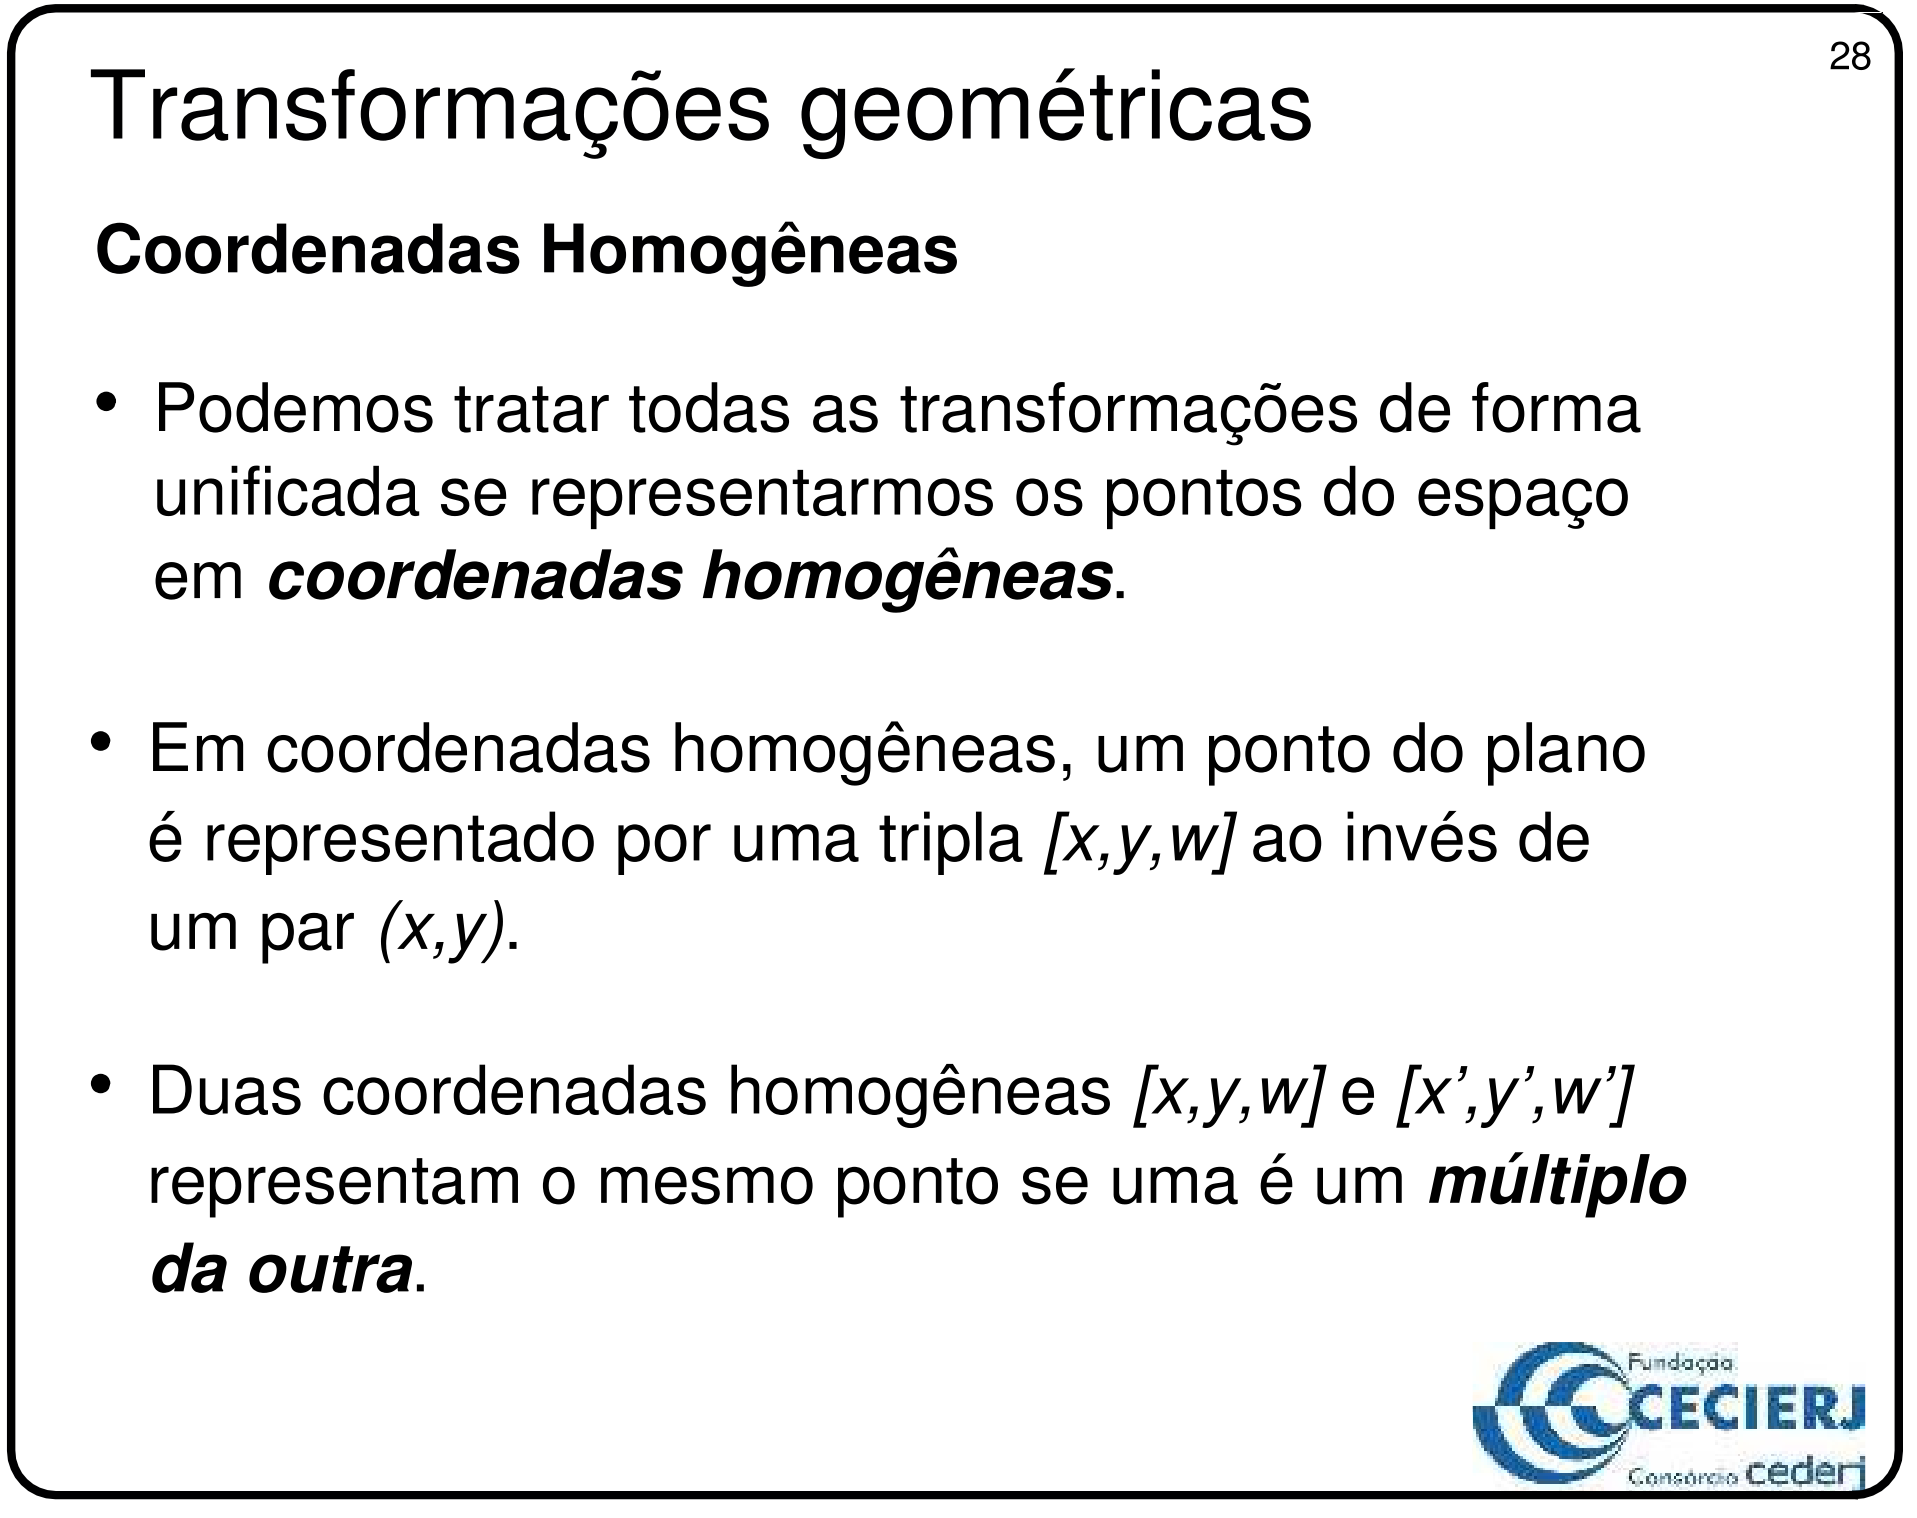 28
Transformações geométricas
Coordenadas Homogêneas
• Podemos tratar todas as transformações de forma
unificada se representarmos os pontos do espaço
em coordenadas homogêneas.
• Em coordenadas homogêneas, um ponto do plano
é representado por uma tripla [x,y,w] ao invés de
um par (x,y).
• Duas coordenadas homogêneas [x,y,w] e [x’,y’,w’]
representam o mesmo ponto se uma é um múltiplo
da outra.
Fundação
CECIERJ
Consórcio cederj